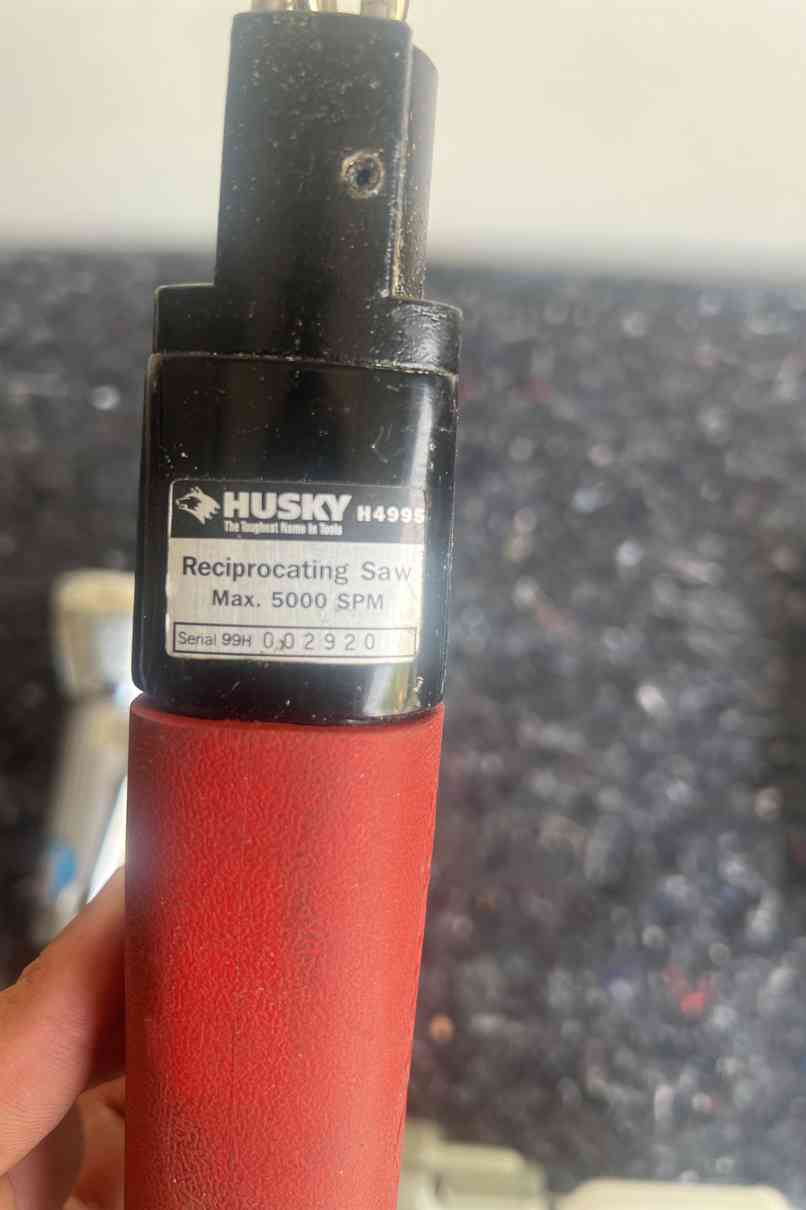 HUSKY H4995
The Toughest Name In Tools
Reciprocating Saw
Max. 5000 SPM
Serial 99H 002920